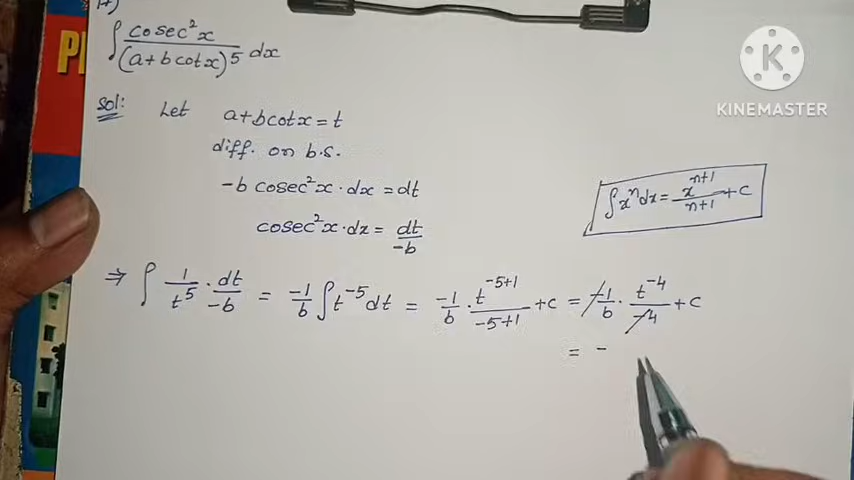 ∫ cosec²x / (a+b cotx)⁵ dx
Sol: Let a+b cotx = t
diff. on b.s.
-b cosec²x · dx = dt
cosec²x · dx = dt/-b
∫xⁿdx = xⁿ⁺¹/n+1 + c
⇒ ∫ 1/t⁵ · dt/-b = -1/b ∫ t⁻⁵ dt = -1/b · t⁻⁵⁺¹/-5+1 + c = -1/b · t⁻⁴/-4 + c
= -
K
KINEMASTER